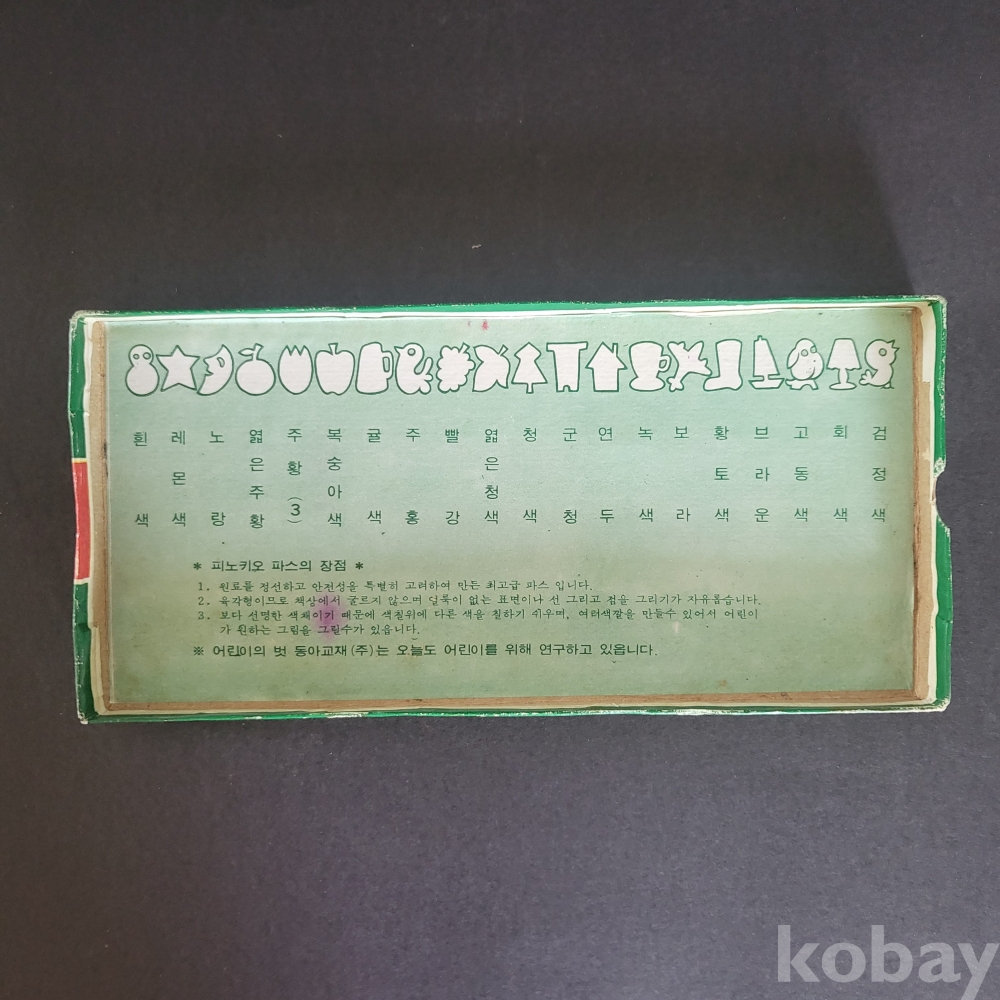 흰색
레몬색
노랑
엷은주황
주황(3)
복숭아색
귤색
주홍
빨강
엷은청색
청색
군청
연두
녹색
보라
황토색
브라운
고동색
회색
검정색
* 피노키오 파스의 장점 *
1. 원료를 정선하고 안전성을 특별히 고려하여 만든 최고급 파스 입니다.
2. 육각형이므로 책상에서 굴르지 않으며 얼룩이 없는 표면이나 선 그리고 점을 그리기가 자유롭습니다.
3. 보다 선명한 색채이기 때문에 색칠위에 다른 색을 칠하기 쉬우며, 여러색깔을 만들수 있어서 어린이
가 원하는 그림을 그릴수가 있읍니다.
※ 어린이의 벗 동아교재(주)는 오늘도 어린이를 위해 연구하고 있읍니다.
kobay